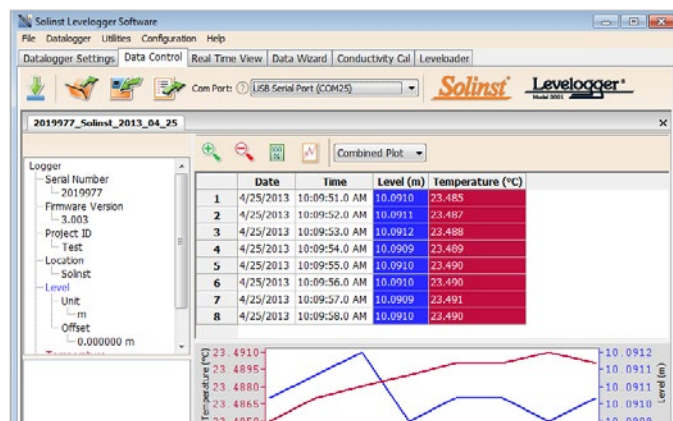 Solinst Levelogger Software
File Datalogger Utilities Configuration Help
Datalogger Settings Data Control Real Time View Data Wizard Conductivity Cal Leveloader
Com Port: ? USB Serial Port (COM25) Solinst Levelogger
Model 3001
2019977_Solinst_2013_04_25
Combined Plot
Logger
Serial Number
2019977
Firmware Version
3.003
Project ID
Test
Location
Solinst
Level
Unit
m
Offset
0.000000 m
Date Time Level (m) Temperature (°C)
1 4/25/2013 10:09:51.0 AM 10.0910 23.485
2 4/25/2013 10:09:52.0 AM 10.0911 23.487
3 4/25/2013 10:09:53.0 AM 10.0912 23.488
4 4/25/2013 10:09:54.0 AM 10.0909 23.489
5 4/25/2013 10:09:55.0 AM 10.0910 23.490
6 4/25/2013 10:09:56.0 AM 10.0910 23.490
7 4/25/2013 10:09:57.0 AM 10.0909 23.491
8 4/25/2013 10:09:58.0 AM 10.0910 23.490
Temperature (°C)
23.4910
23.4895
23.4880
23.4865
10.0912
10.0911
10.0911
10.0910
Level (m)